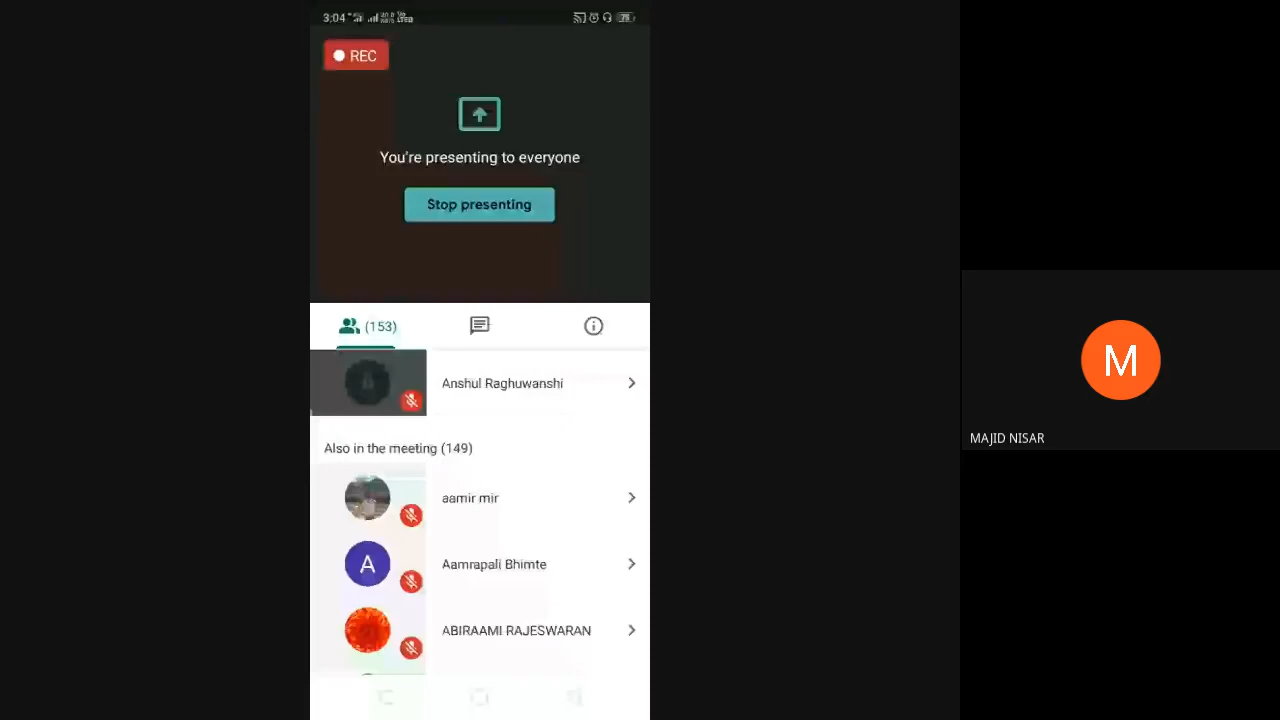 3:04
REC
You're presenting to everyone
Stop presenting
(153)
Anshul Raghuwanshi
Also in the meeting (149)
aamir mir
A
Aamrapali Bhimte
ABIRAAMI RAJESWARAN
M
MAJID NISAR